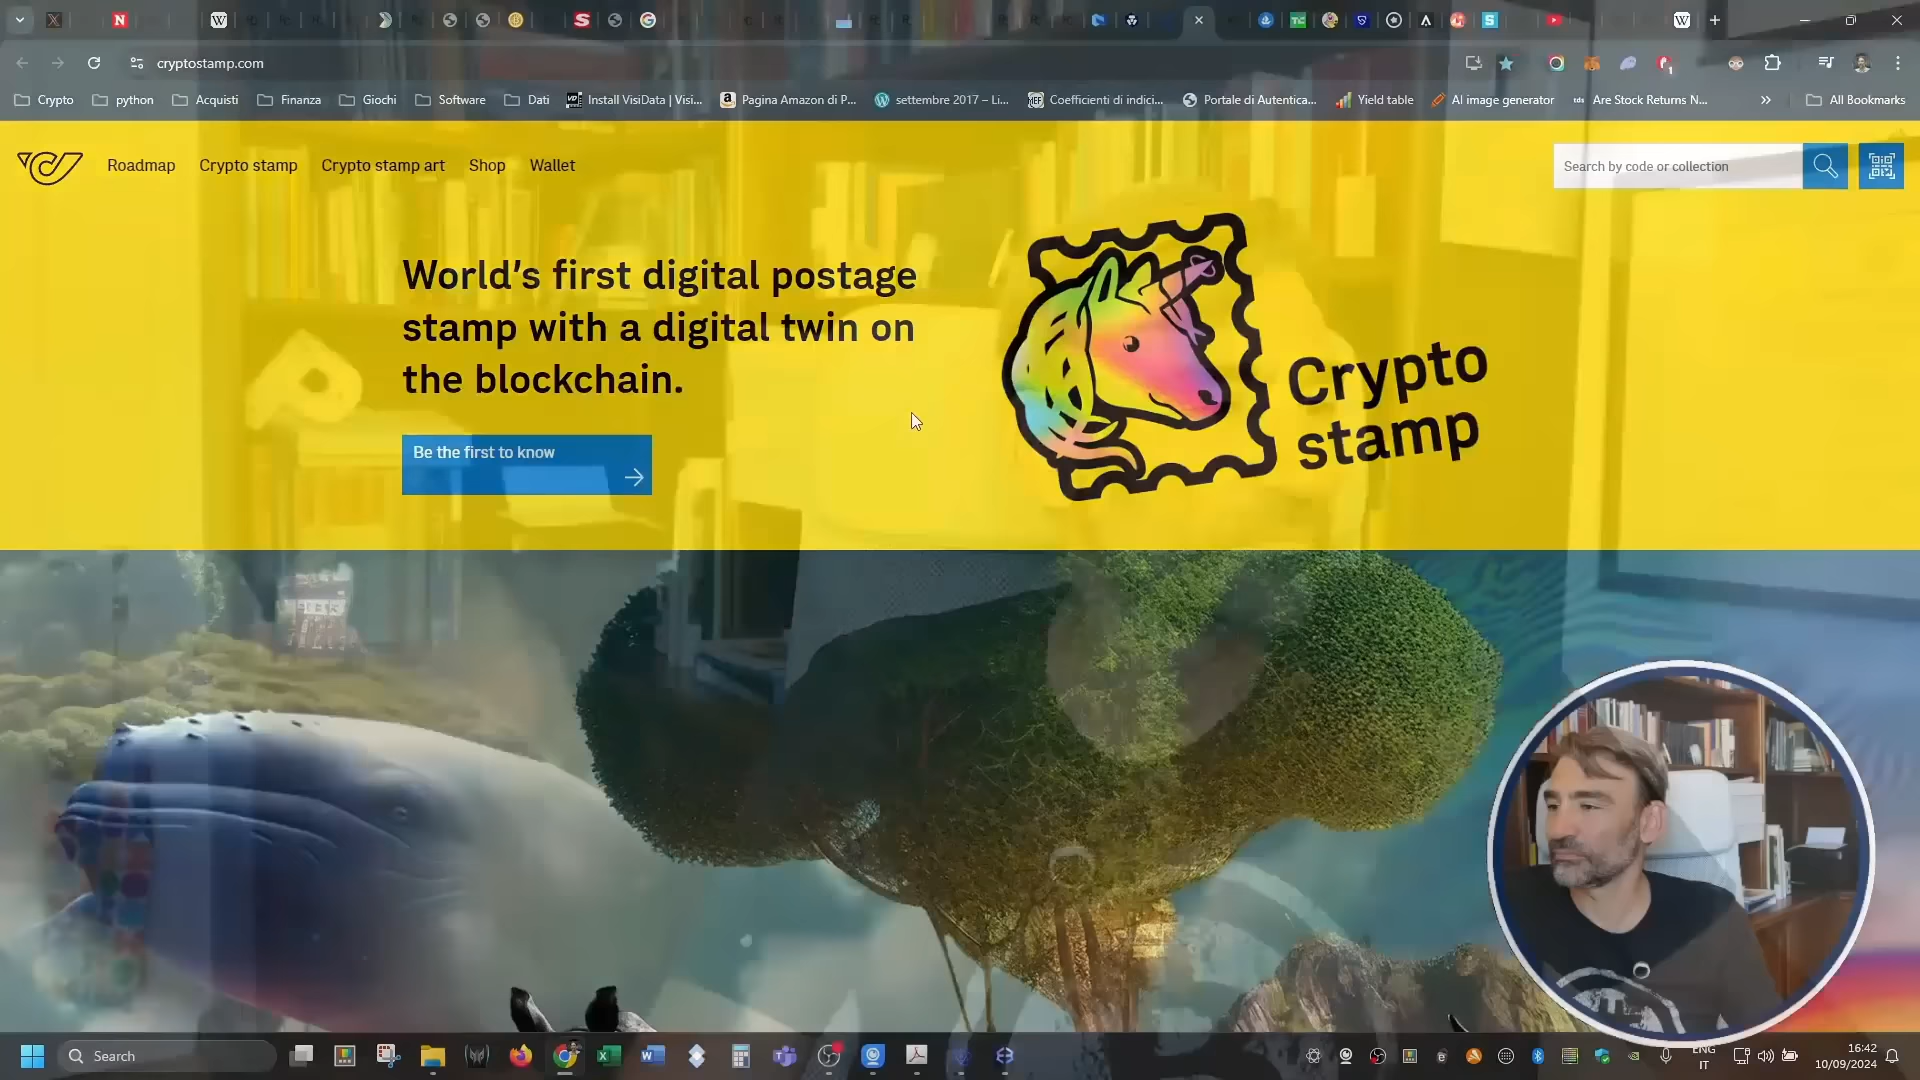 cryptostamp.com
Crypto
python
Acquisti
Finanza
Giochi
Software
Dati
Install VisiData | Visi...
Pagina Amazon di P...
settembre 2017 – Li...
Coefficienti di indici...
Portale di Autentica...
Yield table
AI image generator
Are Stock Returns N...
All Bookmarks
Roadmap
Crypto stamp
Crypto stamp art
Shop
Wallet
Search by code or collection
World's first digital postage
stamp with a digital twin on
the blockchain.
Be the first to know
Crypto
stamp
Search
ENG
IT
16:42
10/09/2024